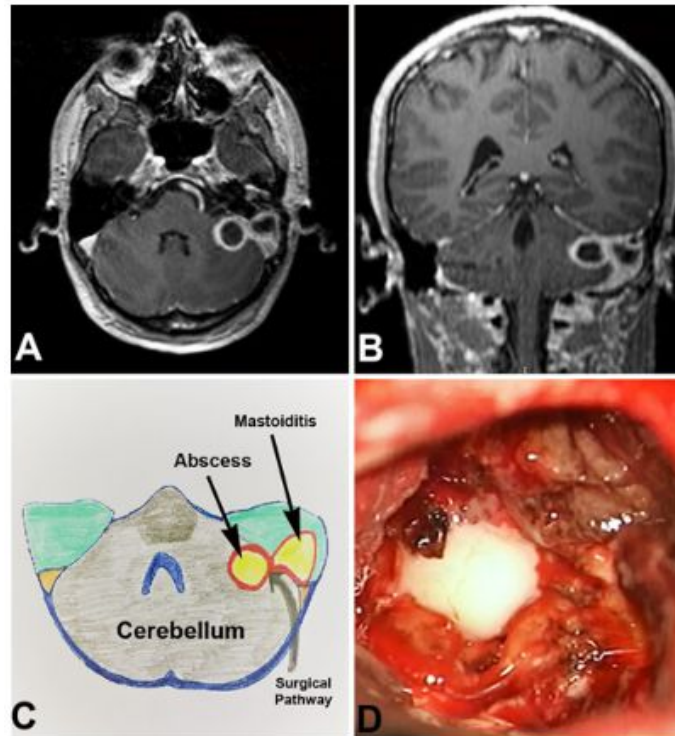 A
B
Mastoiditis
Abscess
Cerebellum
Surgical
Pathway
C
D